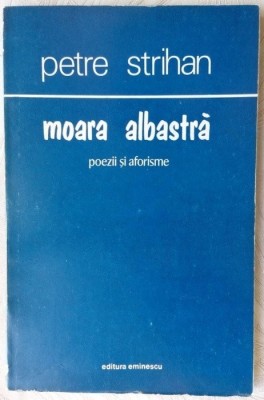 petre strihan
moara albastră
poezii și aforisme
editura eminescu